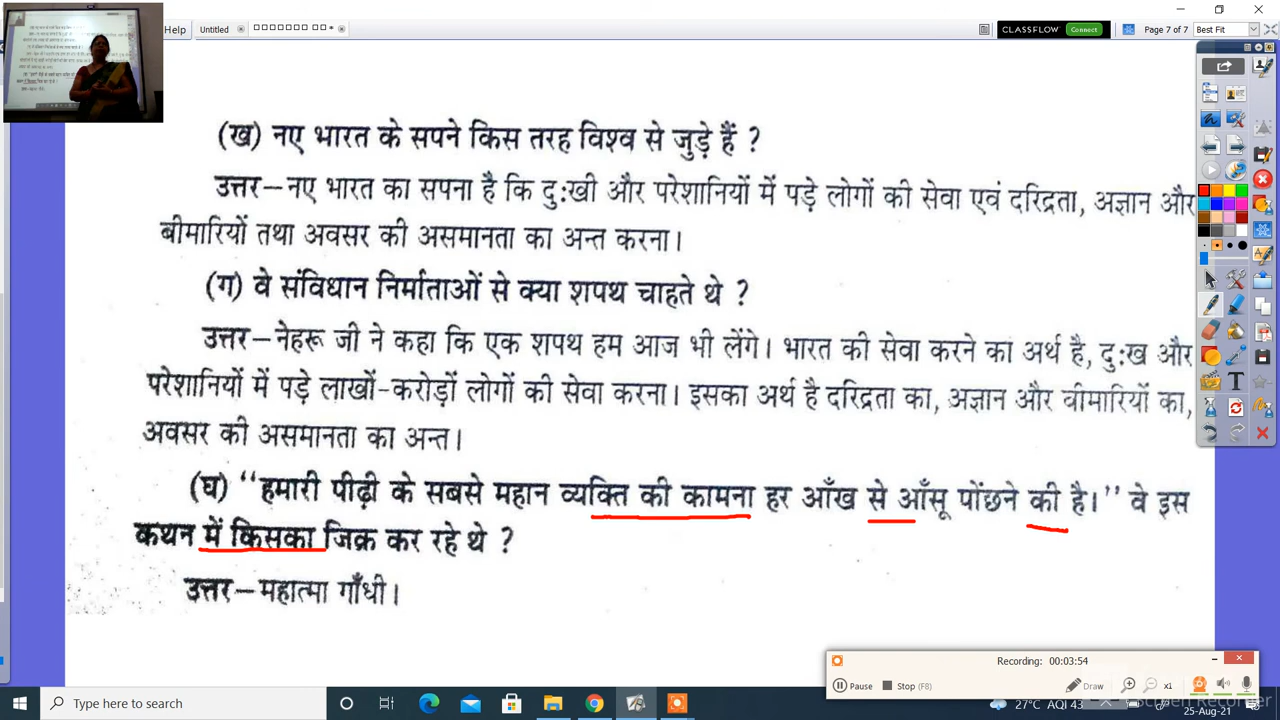 Help Untitled CLASSFLOW Connect Page 7 of 7 Best Fit
(ख) नए भारत के सपने किस तरह विश्व से जुड़े हैं ?
उत्तर—नए भारत का सपना है कि दुःखी और परेशानियों में पड़े लोगों की सेवा एवं दरिद्रता, अज्ञान और
बीमारियों तथा अवसर की असमानता का अन्त करना।
(ग) वे संविधान निर्माताओं से क्या शपथ चाहते थे ?
उत्तर—नेहरू जी ने कहा कि एक शपथ हम आज भी लेंगे। भारत की सेवा करने का अर्थ है, दुःख और
परेशानियों में पड़े लाखों-करोड़ों लोगों की सेवा करना। इसका अर्थ है दरिद्रता का, अज्ञान और बीमारियों का,
अवसर की असमानता का अन्त।
(घ) “हमारी पीढ़ी के सबसे महान व्यक्ति की कामना हर आँख से आँसू पोंछने की है।” वे इस
कथन में किसका जिक्र कर रहे थे ?
उत्तर—महात्मा गाँधी।
Recording: 00:03:54
Pause Stop (F8) Draw x1
Type here to search
27°C AQI 43
25-Aug-21